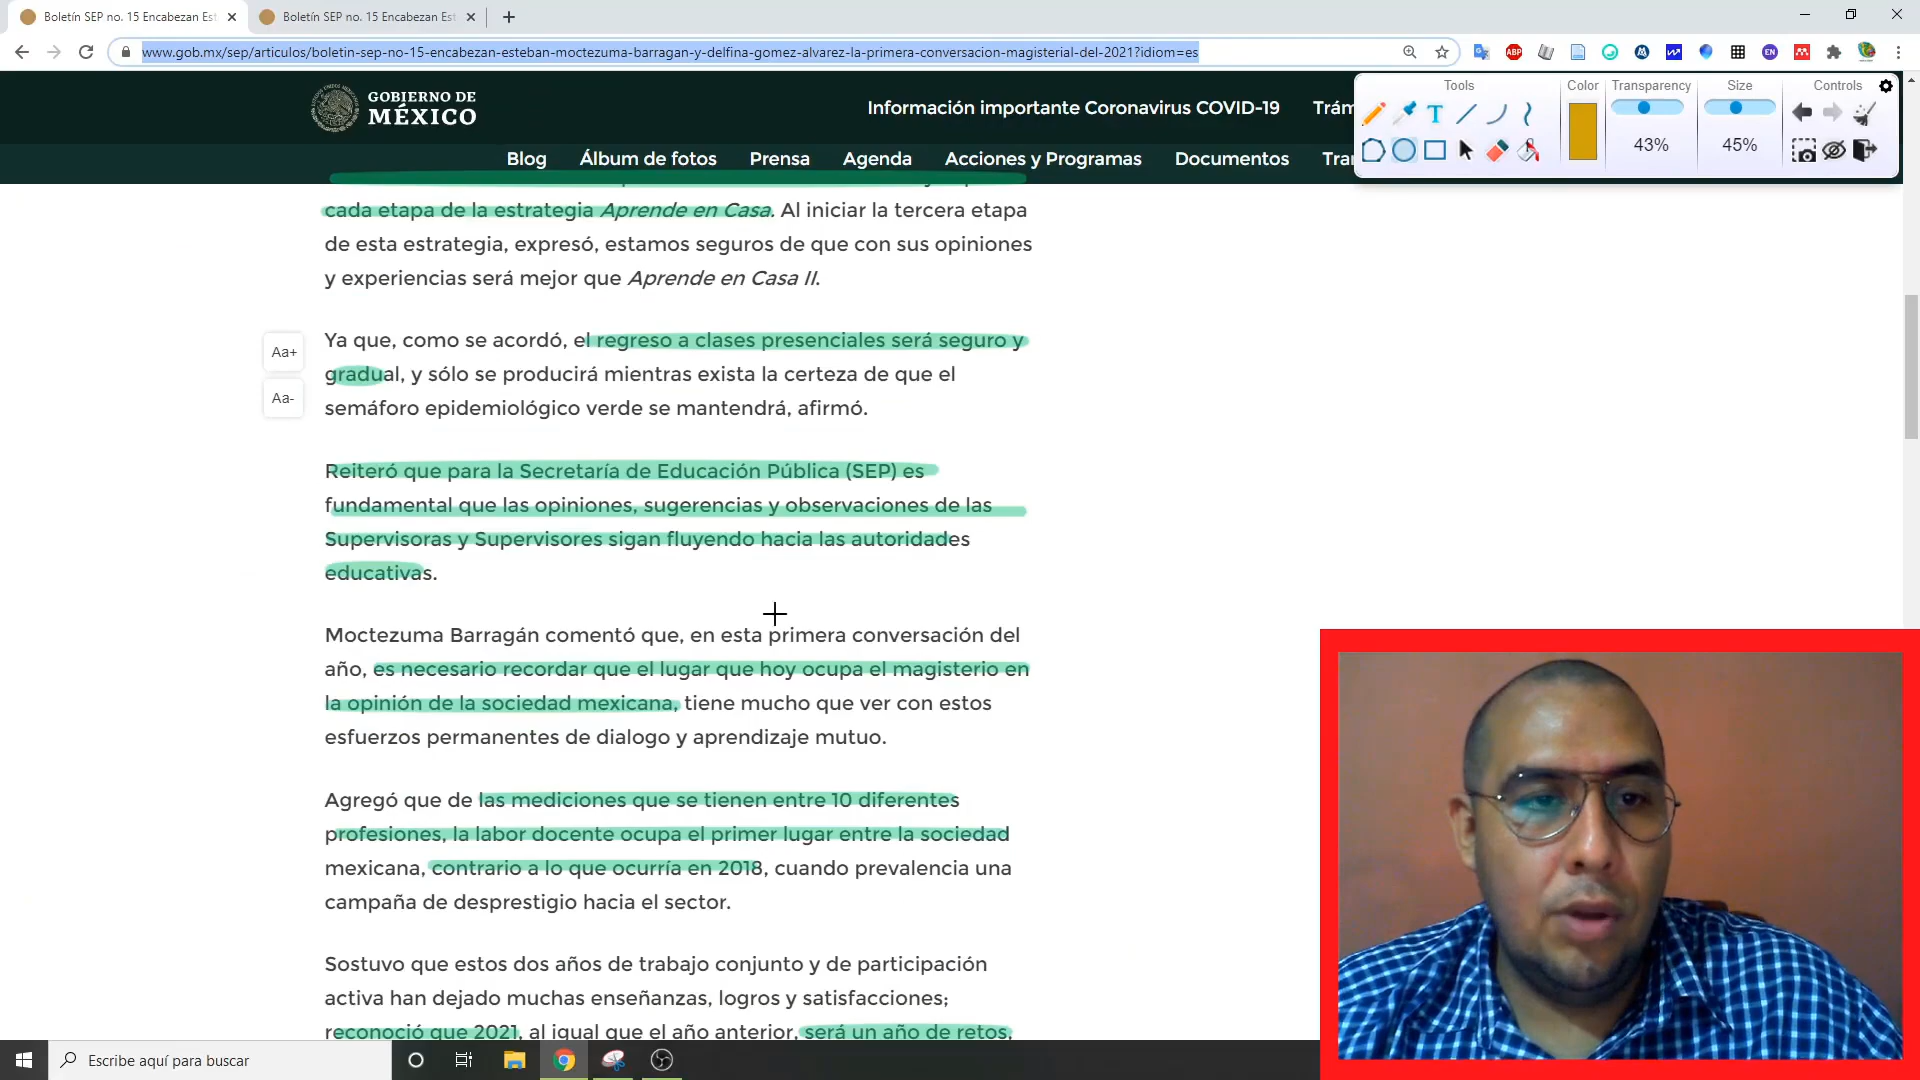 Boletín SEP no. 15 Encabezan Est
Boletín SEP no. 15 Encabezan Est
www.gob.mx/sep/articulos/boletin-sep-no-15-encabezan-esteban-moctezuma-barragan-y-delfina-gomez-alvarez-la-primera-conversacion-magisterial-del-2021?idiom=es
ABP
EN
GOBIERNO DE
MÉXICO
Información importante Coronavirus COVID-19
Trám
Blog
Álbum de fotos
Prensa
Agenda
Acciones y Programas
Documentos
Tran
Tools
Color
Transparency
Size
Controls
T
43%
45%
cada etapa de la estrategia Aprende en Casa. Al iniciar la tercera etapa
de esta estrategia, expresó, estamos seguros de que con sus opiniones
y experiencias será mejor que Aprende en Casa II.
Aa+
Aa-
Ya que, como se acordó, el regreso a clases presenciales será seguro y
gradual, y sólo se producirá mientras exista la certeza de que el
semáforo epidemiológico verde se mantendrá, afirmó.
Reiteró que para la Secretaría de Educación Pública (SEP) es
fundamental que las opiniones, sugerencias y observaciones de las
Supervisoras y Supervisores sigan fluyendo hacia las autoridades
educativas.
Moctezuma Barragán comentó que, en esta primera conversación del
año, es necesario recordar que el lugar que hoy ocupa el magisterio en
la opinión de la sociedad mexicana, tiene mucho que ver con estos
esfuerzos permanentes de dialogo y aprendizaje mutuo.
Agregó que de las mediciones que se tienen entre 10 diferentes
profesiones, la labor docente ocupa el primer lugar entre la sociedad
mexicana, contrario a lo que ocurría en 2018, cuando prevalencia una
campaña de desprestigio hacia el sector.
Sostuvo que estos dos años de trabajo conjunto y de participación
activa han dejado muchas enseñanzas, logros y satisfacciones;
reconoció que 2021, al igual que el año anterior, será un año de retos,
Escribe aquí para buscar